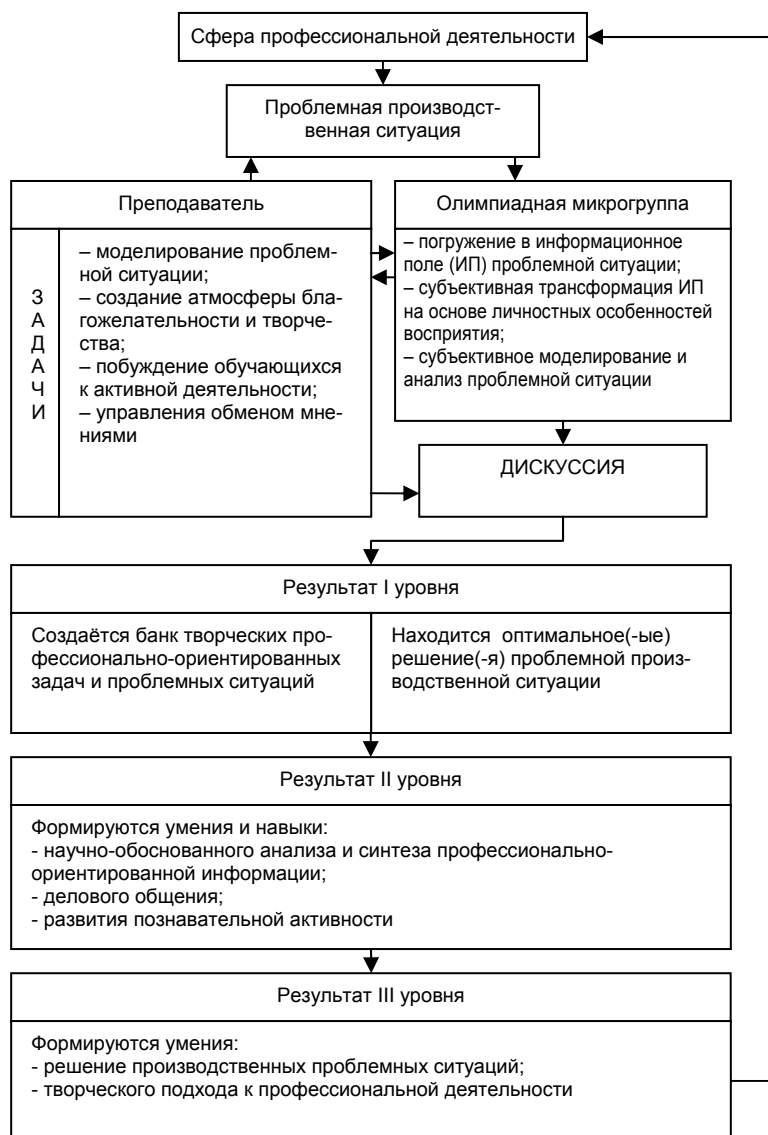 Сфера профессиональной деятельности
Проблемная производст-
венная ситуация
Преподаватель
З
А
Д
А
Ч
И
– моделирование проблем-
ной ситуации;
– создание атмосферы бла-
гожелательности и творче-
ства;
– побуждение обучающихся
к активной деятельности;
– управления обменом мне-
ниями
Олимпиадная микрогруппа
– погружение в информационное
поле (ИП) проблемной ситуации;
– субъективная трансформация ИП
на основе личностных особенностей
восприятия;
– субъективное моделирование и
анализ проблемной ситуации
ДИСКУССИЯ
Результат I уровня
Создаётся банк творческих про-
фессионально-ориентированных
задач и проблемных ситуаций
Находится оптимальное(-ые)
решение(-я) проблемной произ-
водственной ситуации
Результат II уровня
Формируются умения и навыки:
- научно-обоснованного анализа и синтеза профессионально-
ориентированной информации;
- делового общения;
- развития познавательной активности
Результат III уровня
Формируются умения:
- решение производственных проблемных ситуаций;
- творческого подхода к профессиональной деятельности